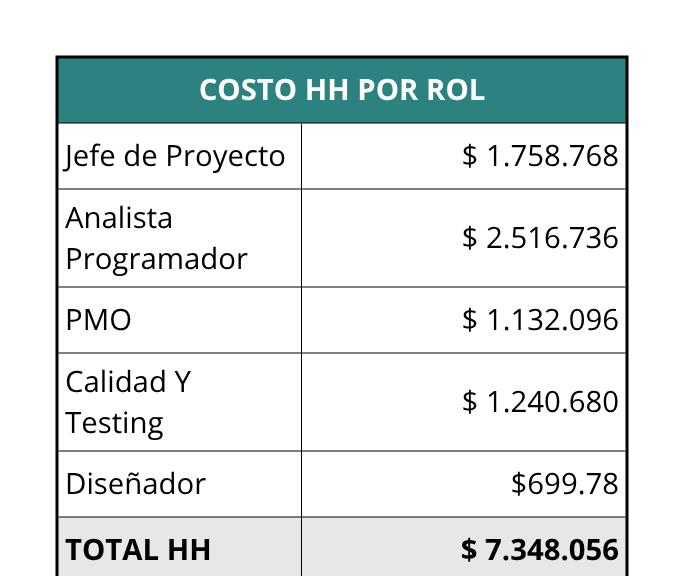 COSTO HH POR ROL
Jefe de Proyecto $ 1.758.768
Analista
Programador $ 2.516.736
PMO $ 1.132.096
Calidad Y
Testing $ 1.240.680
Diseñador $699.78
TOTAL HH $ 7.348.056